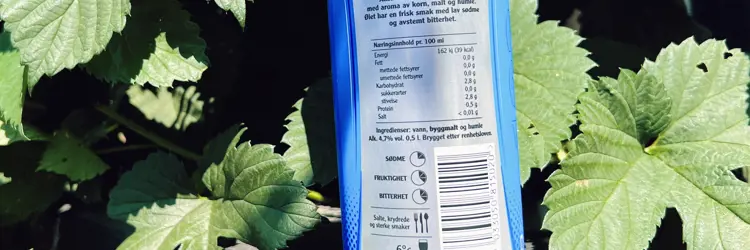 med aroma av korn, malt og humle.
Ølet har en frisk smak med lav sødme
og avstemt bitterhet.
Næringsinnhold pr. 100 ml
Energi 162 kJ (39 kcal)
Fett 0,0 g
mettede fettsyrer 0,0 g
umettede fettsyrer 0,0 g
Karbohydrat 2,8 g
sukkerarter 0,0 g
stivelse 2,8 g
Protein 0,5 g
Salt < 0,01 g
Ingredienser: vann, byggmalt og humle
Alk. 4,7% vol. 0,5 l. Brygget etter renhetsloven.
SØDME
FRUKTIGHET
BITTERHET
Salte, krydrede
og sterke smaker
6°